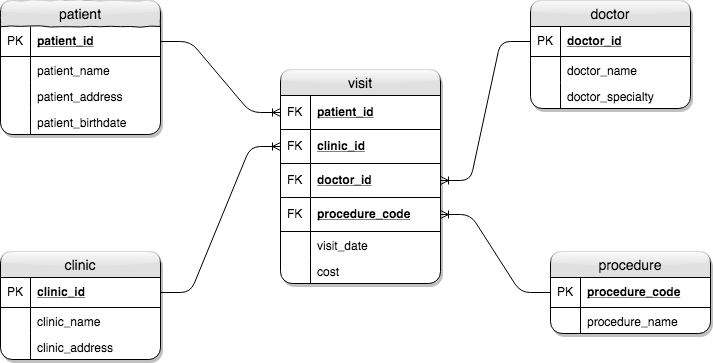 patient
PK patient_id
patient_name
patient_address
patient_birthdate
doctor
PK doctor_id
doctor_name
doctor_specialty
visit
FK patient_id
FK clinic_id
FK doctor_id
FK procedure_code
visit_date
cost
clinic
PK clinic_id
clinic_name
clinic_address
procedure
PK procedure_code
procedure_name